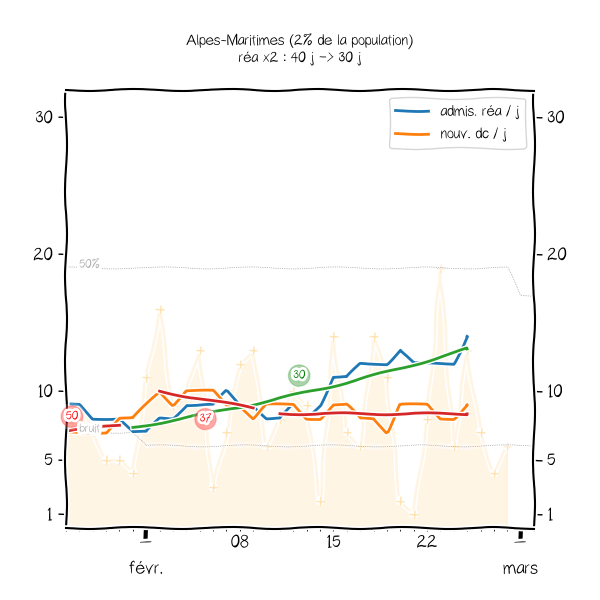 Alpes-Maritimes (2% de la population)
réa x2 : 40 j -> 30 j
admis. réa / j
nouv. dc / j
30
30
50%
20
20
30
10
10
50
37
bruit
5
5
1
1
08
15
22
févr.
mars